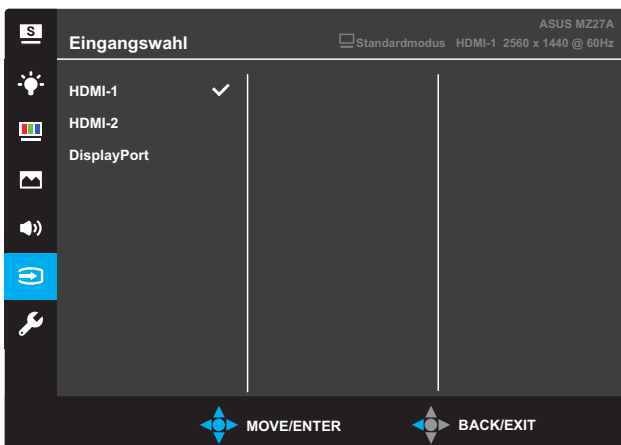 S
ASUS MZ27A
Eingangswahl
Standardmodus HDMI-1 2560 x 1440 @ 60Hz
HDMI-1
HDMI-2
DisplayPort
MOVE/ENTER BACK/EXIT